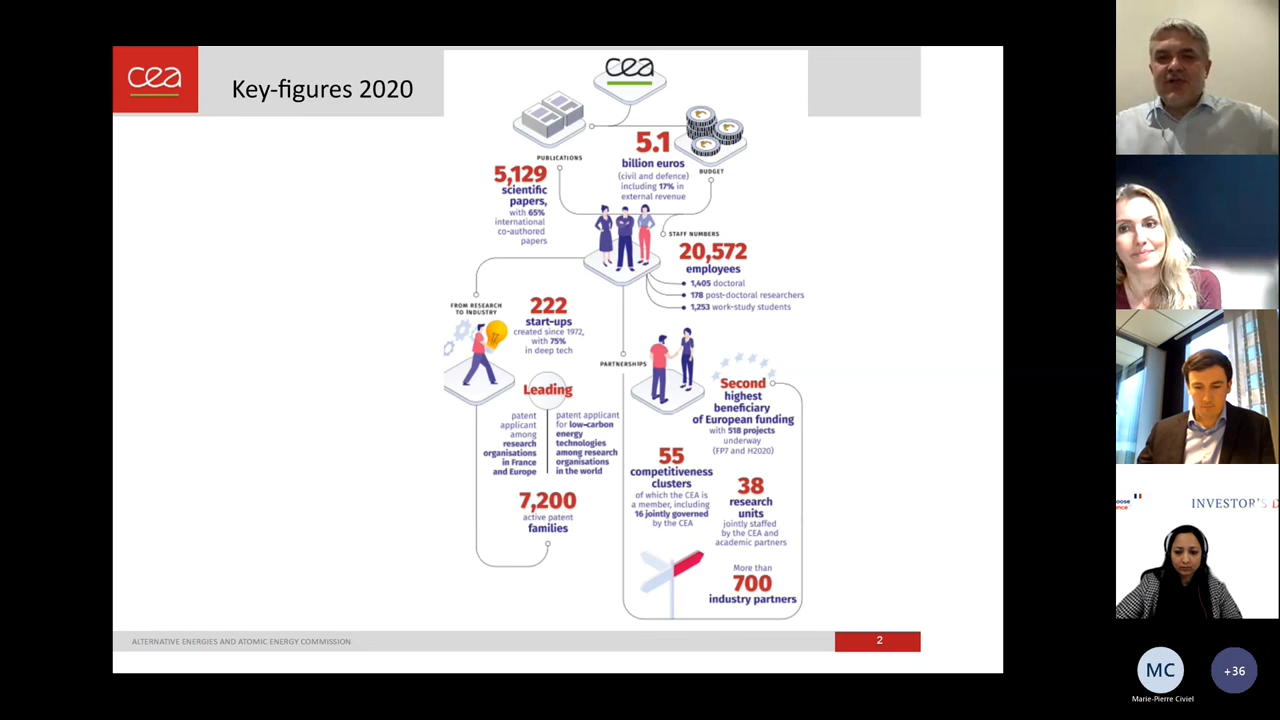 cea
Key-figures 2020
cea
PUBLICATIONS
5,129
scientific
papers,
with 65%
international
co-authored
papers
5.1
billion euros
(civil and defence)
including 17% in
external revenue
BUDGET
STAFF NUMBERS
20,572
employees
1,405 doctoral
178 post-doctoral researchers
1,253 work-study students
FROM RESEARCH
TO INDUSTRY
222
start-ups
created since 1972,
with 75%
in deep tech
Leading
patent
applicant
among
research
organisations
in France
and Europe
patent applicant
for low-carbon
energy
technologies
among research
organisations
in the world
7,200
active patent
families
PARTNERSHIPS
Second
highest
beneficiary
of European funding
with 518 projects
underway
(FP7 and H2020)
55
competitiveness
clusters
of which the CEA is
a member, including
16 jointly governed
by the CEA
38
research
units
jointly staffed
by the CEA and
academic partners
More than
700
industry partners
ALTERNATIVE ENERGIES AND ATOMIC ENERGY COMMISSION
2
INVESTOR'S D
MC
+36
Marie-Pierre Civiel